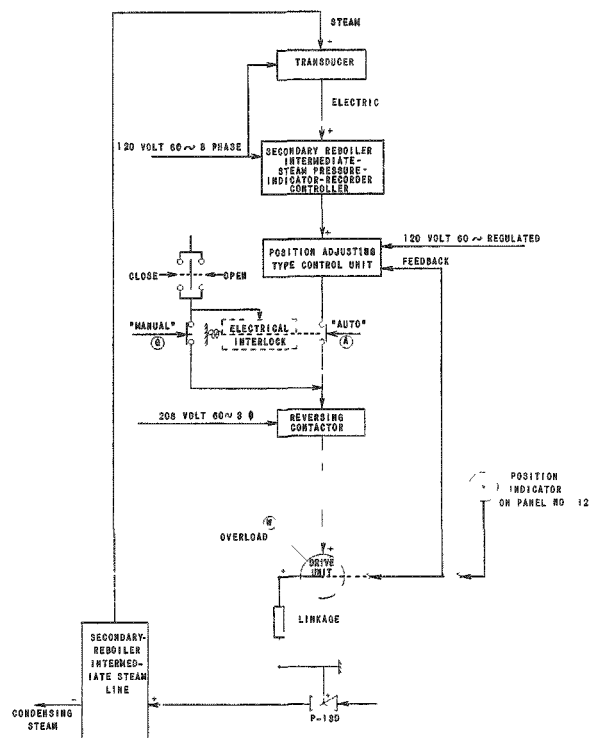 STEAM
TRANSDUCER
ELECTRIC
120 VOLT 60~ 3 PHASE
SECONDARY REBOILER
INTERMEDIATE-
STEAM PRESSURE-
INDICATOR-RECORDER
CONTROLLER
120 VOLT 60~ REGULATED
POSITION ADJUSTING
TYPE CONTROL UNIT
FEEDBACK
CLOSE
OPEN
"MANUAL"
ELECTRICAL
INTERLOCK
"AUTO"
G
A
208 VOLT 60~ 3 Φ
REVERSING
CONTACTOR
POSITION
INDICATOR
ON PANEL NO 12
W
OVERLOAD
DRIVE
UNIT
LINKAGE
SECONDARY-
REBOILER
INTERMED-
IATE STEAM
LINE
CONDENSING
STEAM
P-13D